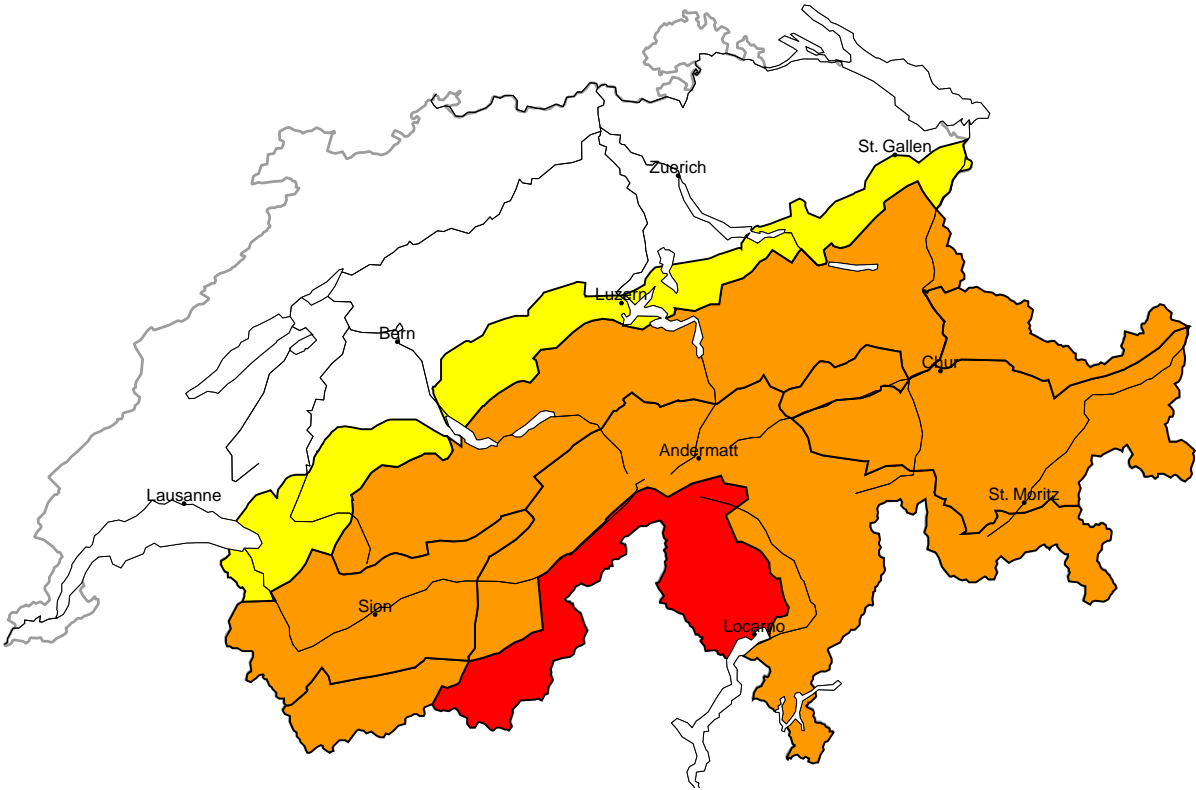 St. Gallen
Zuerich
Luzern
Bern
Chur
Andermatt
Lausanne
St. Moritz
Sion
Locarno